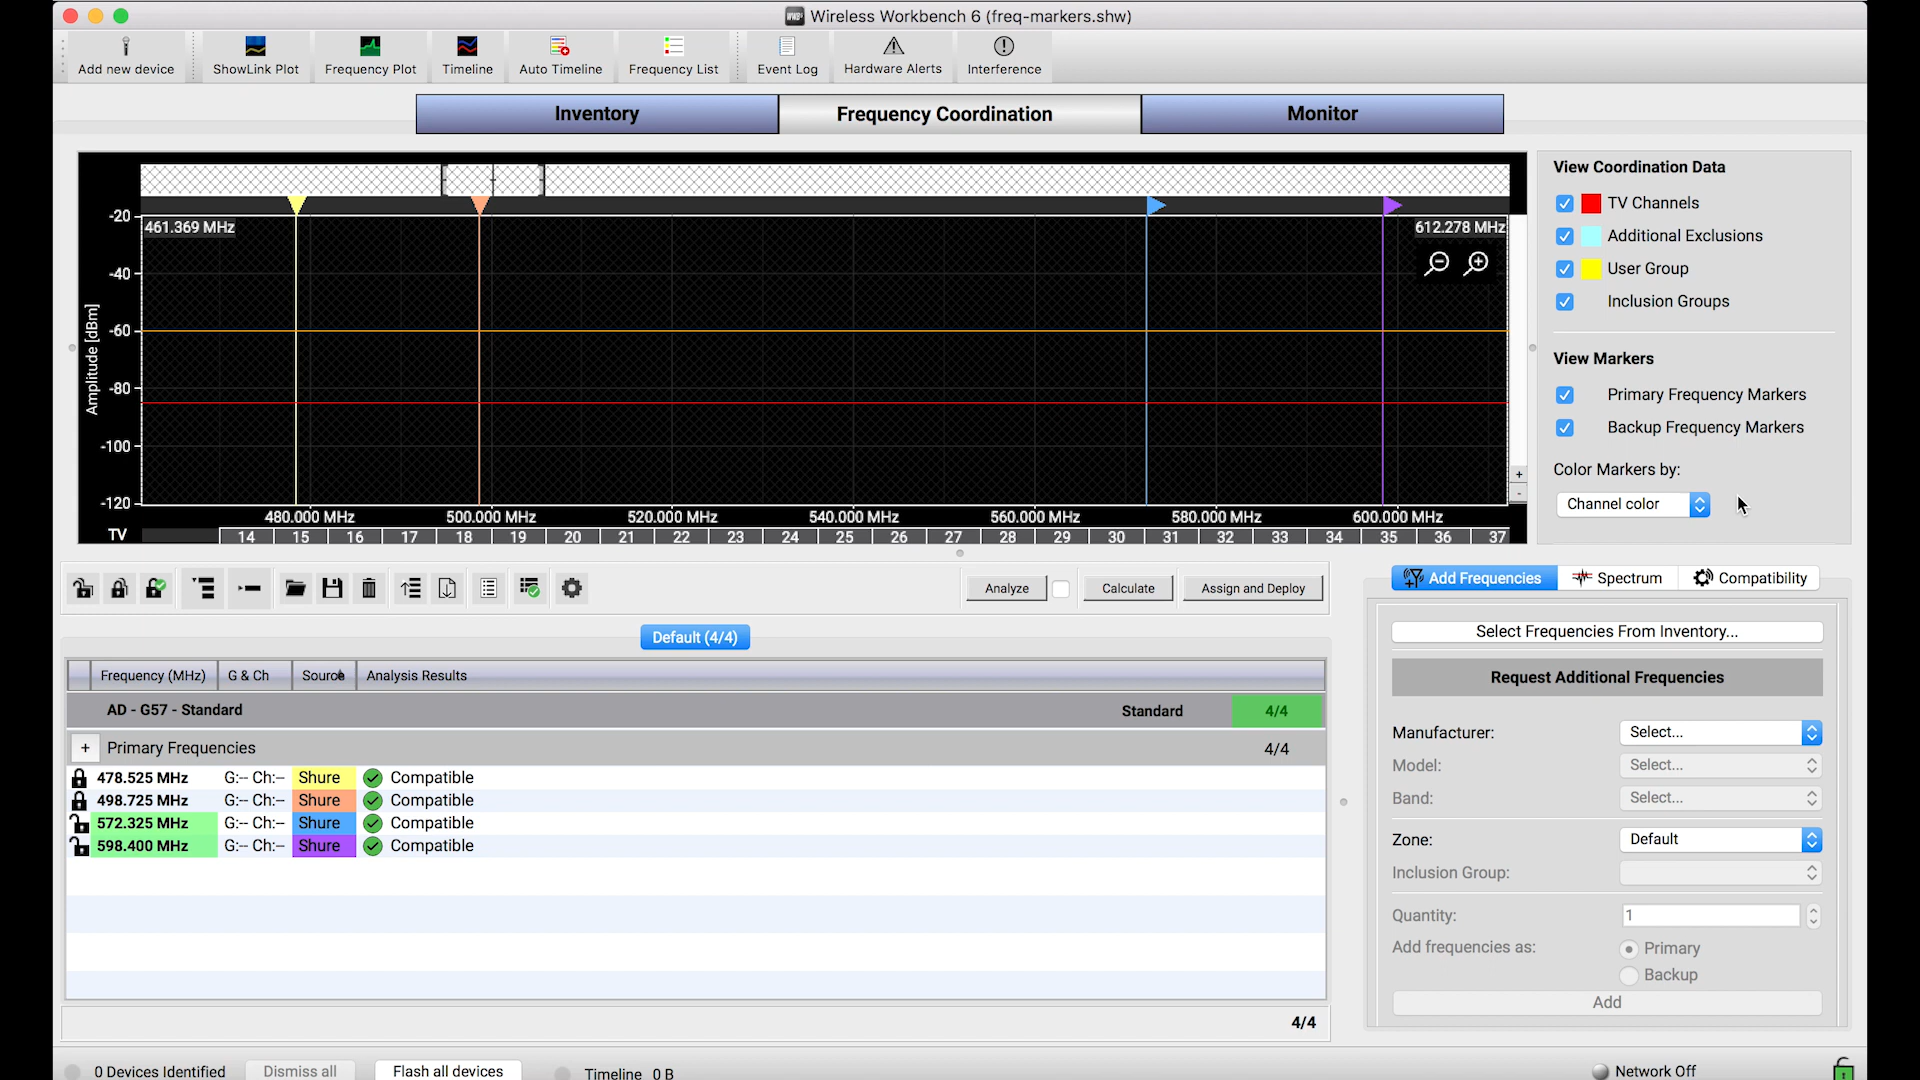 Wireless Workbench 6 (freq-markers.shw)
Add new device
ShowLink Plot
Frequency Plot
Timeline
Auto Timeline
Frequency List
Event Log
Hardware Alerts
Interference
Inventory
Frequency Coordination
Monitor
461.369 MHz
612.278 MHz
Amplitude [dBm]
-20
-40
-60
-80
-100
-120
+
-
480.000 MHz
500.000 MHz
520.000 MHz
540.000 MHz
560.000 MHz
580.000 MHz
600.000 MHz
TV
14 15 16 17 18 19 20 21 22 23 24 25 26 27 28 29 30 31 32 33 34 35 36 37
View Coordination Data
TV Channels
Additional Exclusions
User Group
Inclusion Groups
View Markers
Primary Frequency Markers
Backup Frequency Markers
Color Markers by:
Channel color
Analyze
Calculate
Assign and Deploy
Default (4/4)
Frequency (MHz)
G & Ch
Source
Analysis Results
AD - G57 - Standard
Standard
4/4
+ Primary Frequencies
4/4
478.525 MHz G:-- Ch:-- Shure Compatible
498.725 MHz G:-- Ch:-- Shure Compatible
572.325 MHz G:-- Ch:-- Shure Compatible
598.400 MHz G:-- Ch:-- Shure Compatible
4/4
Add Frequencies
Spectrum
Compatibility
Select Frequencies From Inventory...
Request Additional Frequencies
Manufacturer: Select...
Model: Select...
Band: Select...
Zone: Default
Inclusion Group:
Quantity: 1
Add frequencies as: Primary
Backup
Add
0 Devices Identified
Dismiss all
Flash all devices
Timeline 0 B
Network Off